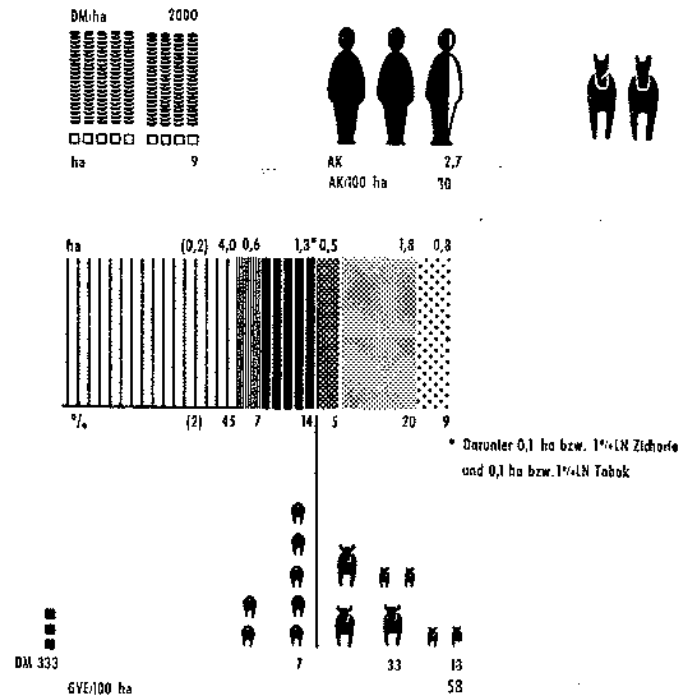 DM/ha 2000
ha 9
AK 2,7
AK/100 ha 30
ha (0,2) 4,0 0,6 1,3* 0,5 1,8 0,8
% (2) 45 7 14 5 20 9
* Darunter 0,1 ha bzw. 1% LN Zichorie
und 0,1 ha bzw. 1% LN Tabak
DM 333 7 33 18
GVE/100 ha 58